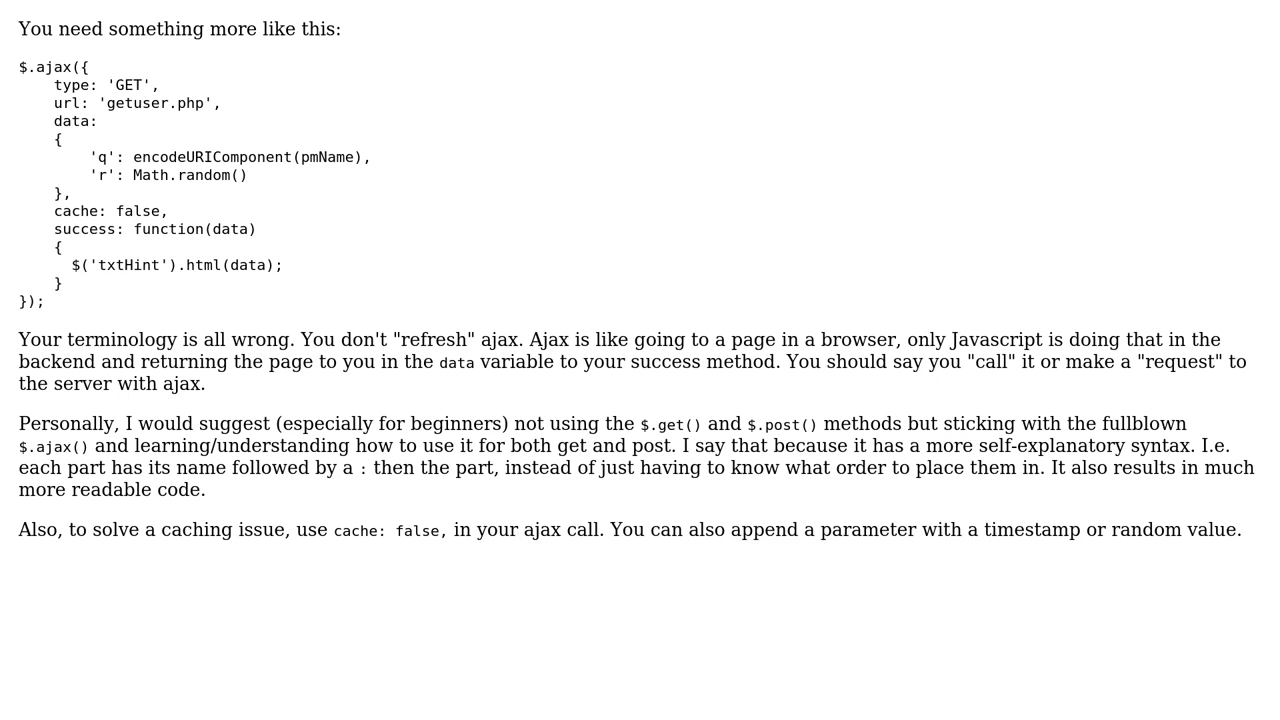 You need something more like this:
$.ajax({
    type: 'GET',
    url: 'getuser.php',
    data:
    {
        'q': encodeURIComponent(pmName),
        'r': Math.random()
    },
    cache: false,
    success: function(data)
    {
      $('txtHint').html(data);
    }
});
Your terminology is all wrong. You don't "refresh" ajax. Ajax is like going to a page in a browser, only Javascript is doing that in the
backend and returning the page to you in the data variable to your success method. You should say you "call" it or make a "request" to
the server with ajax.
Personally, I would suggest (especially for beginners) not using the $.get() and $.post() methods but sticking with the fullblown
$.ajax() and learning/understanding how to use it for both get and post. I say that because it has a more self-explanatory syntax. I.e.
each part has its name followed by a : then the part, instead of just having to know what order to place them in. It also results in much
more readable code.
Also, to solve a caching issue, use cache: false, in your ajax call. You can also append a parameter with a timestamp or random value.